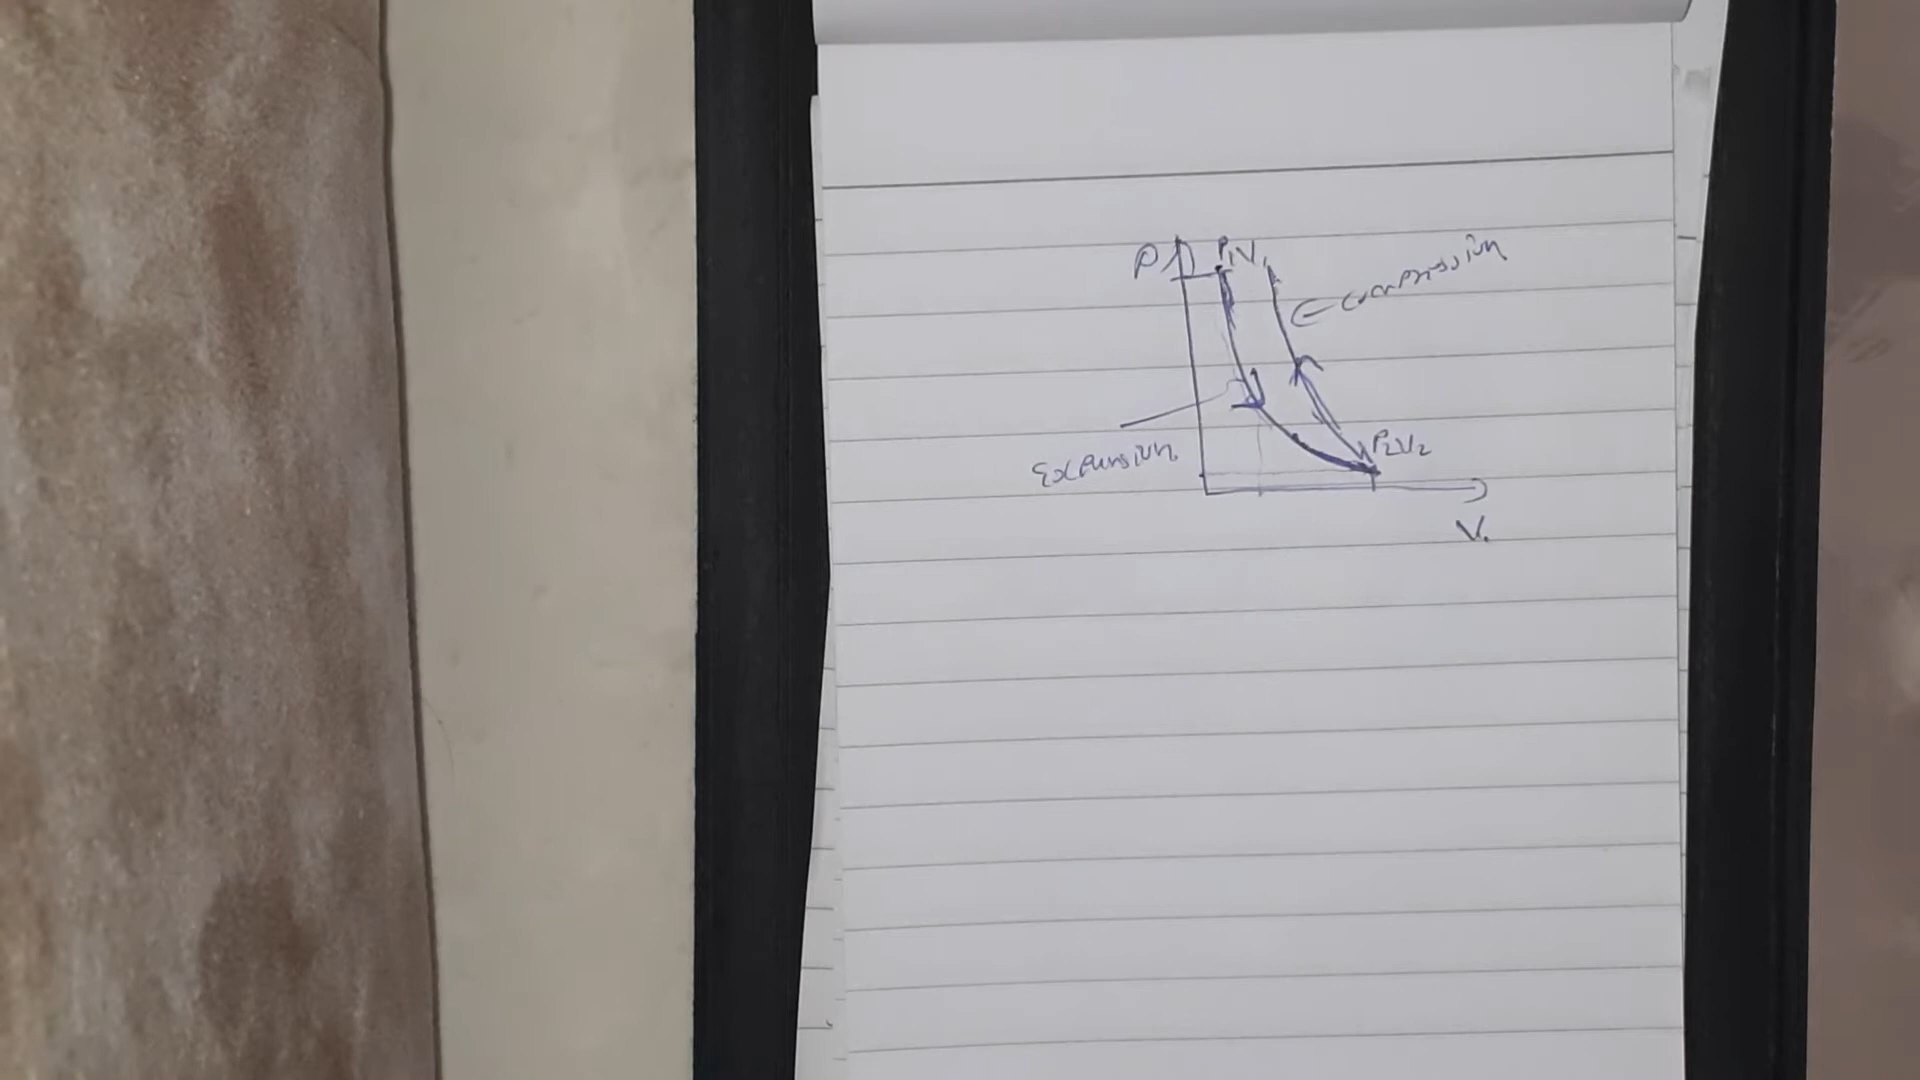 P P₁V₁
compression
P₂V₂
Expansion
V.